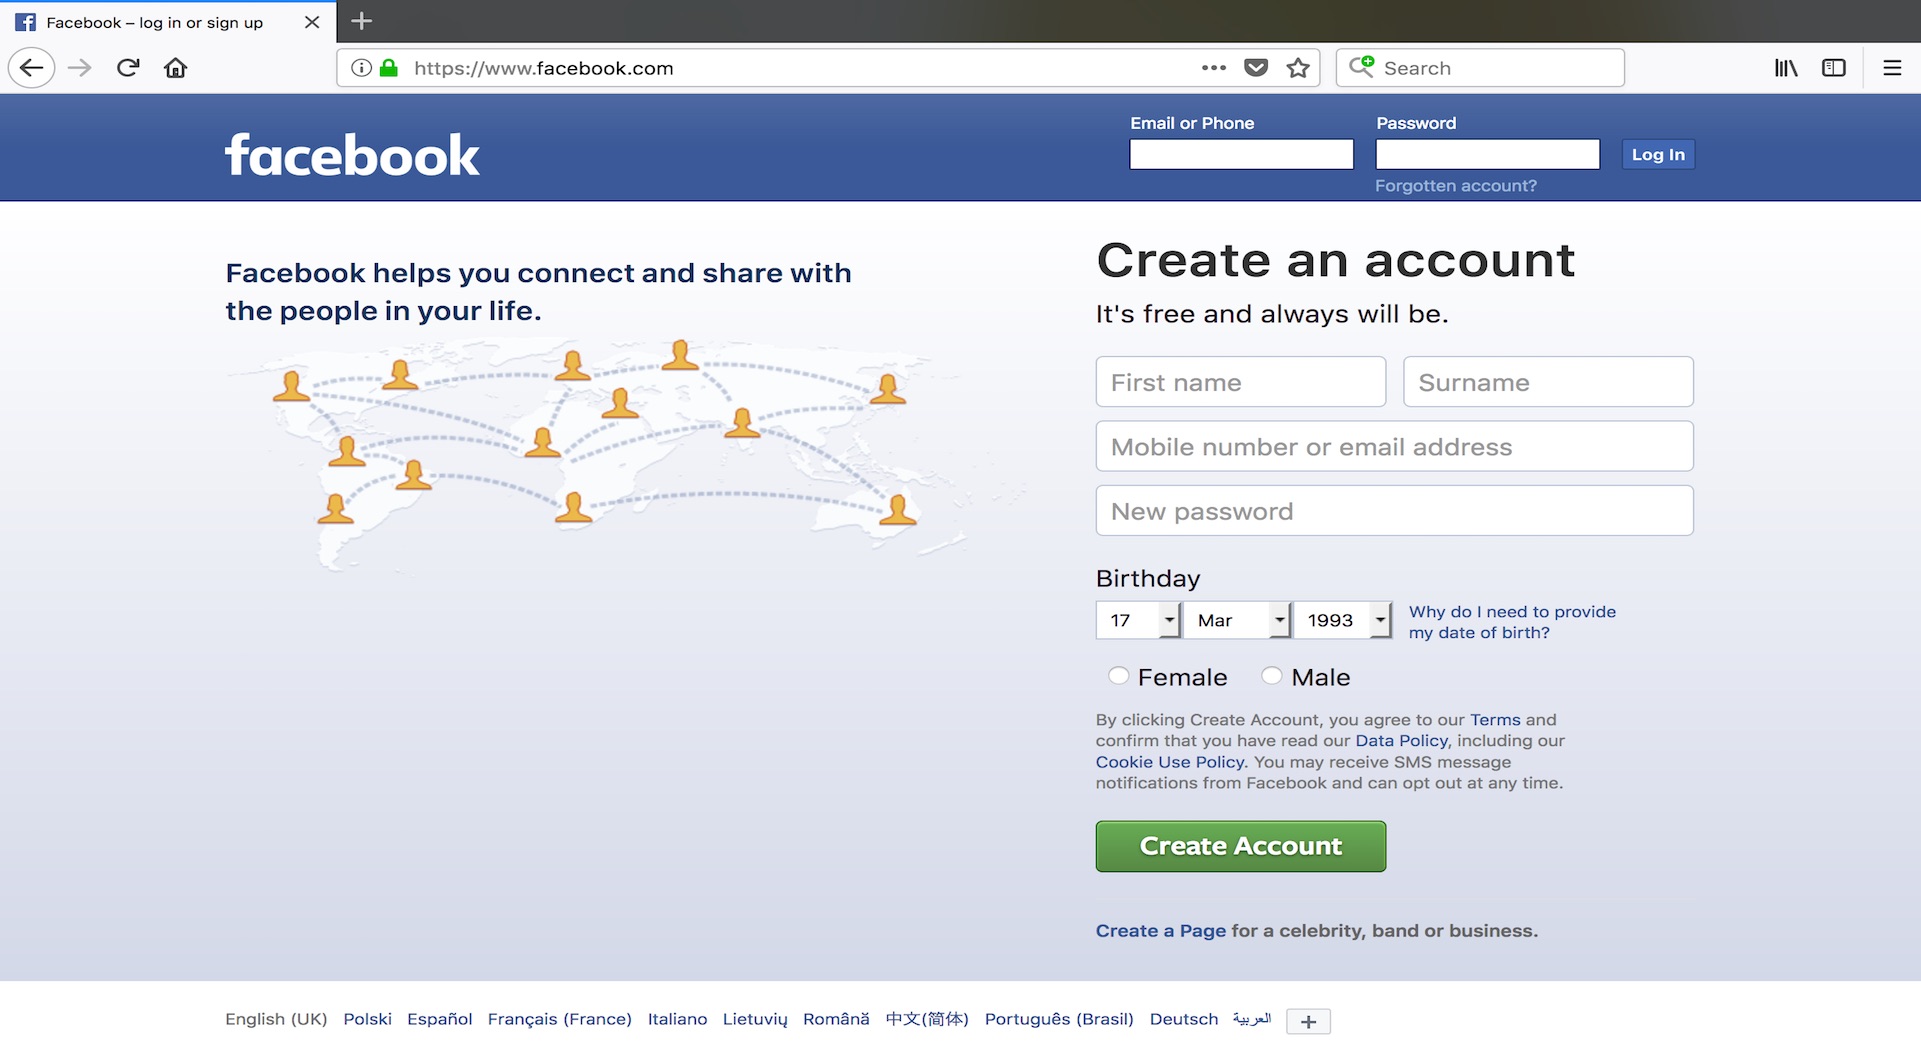 Facebook – log in or sign up
https://www.facebook.com
Search
facebook
Email or Phone
Password
Log In
Forgotten account?
Facebook helps you connect and share with
the people in your life.
Create an account
It's free and always will be.
First name
Surname
Mobile number or email address
New password
Birthday
17 Mar 1993
Why do I need to provide
my date of birth?
Female Male
By clicking Create Account, you agree to our Terms and
confirm that you have read our Data Policy, including our
Cookie Use Policy. You may receive SMS message
notifications from Facebook and can opt out at any time.
Create Account
Create a Page for a celebrity, band or business.
English (UK) Polski Español Français (France) Italiano Lietuvių Română 中文(简体) Português (Brasil) Deutsch العربية